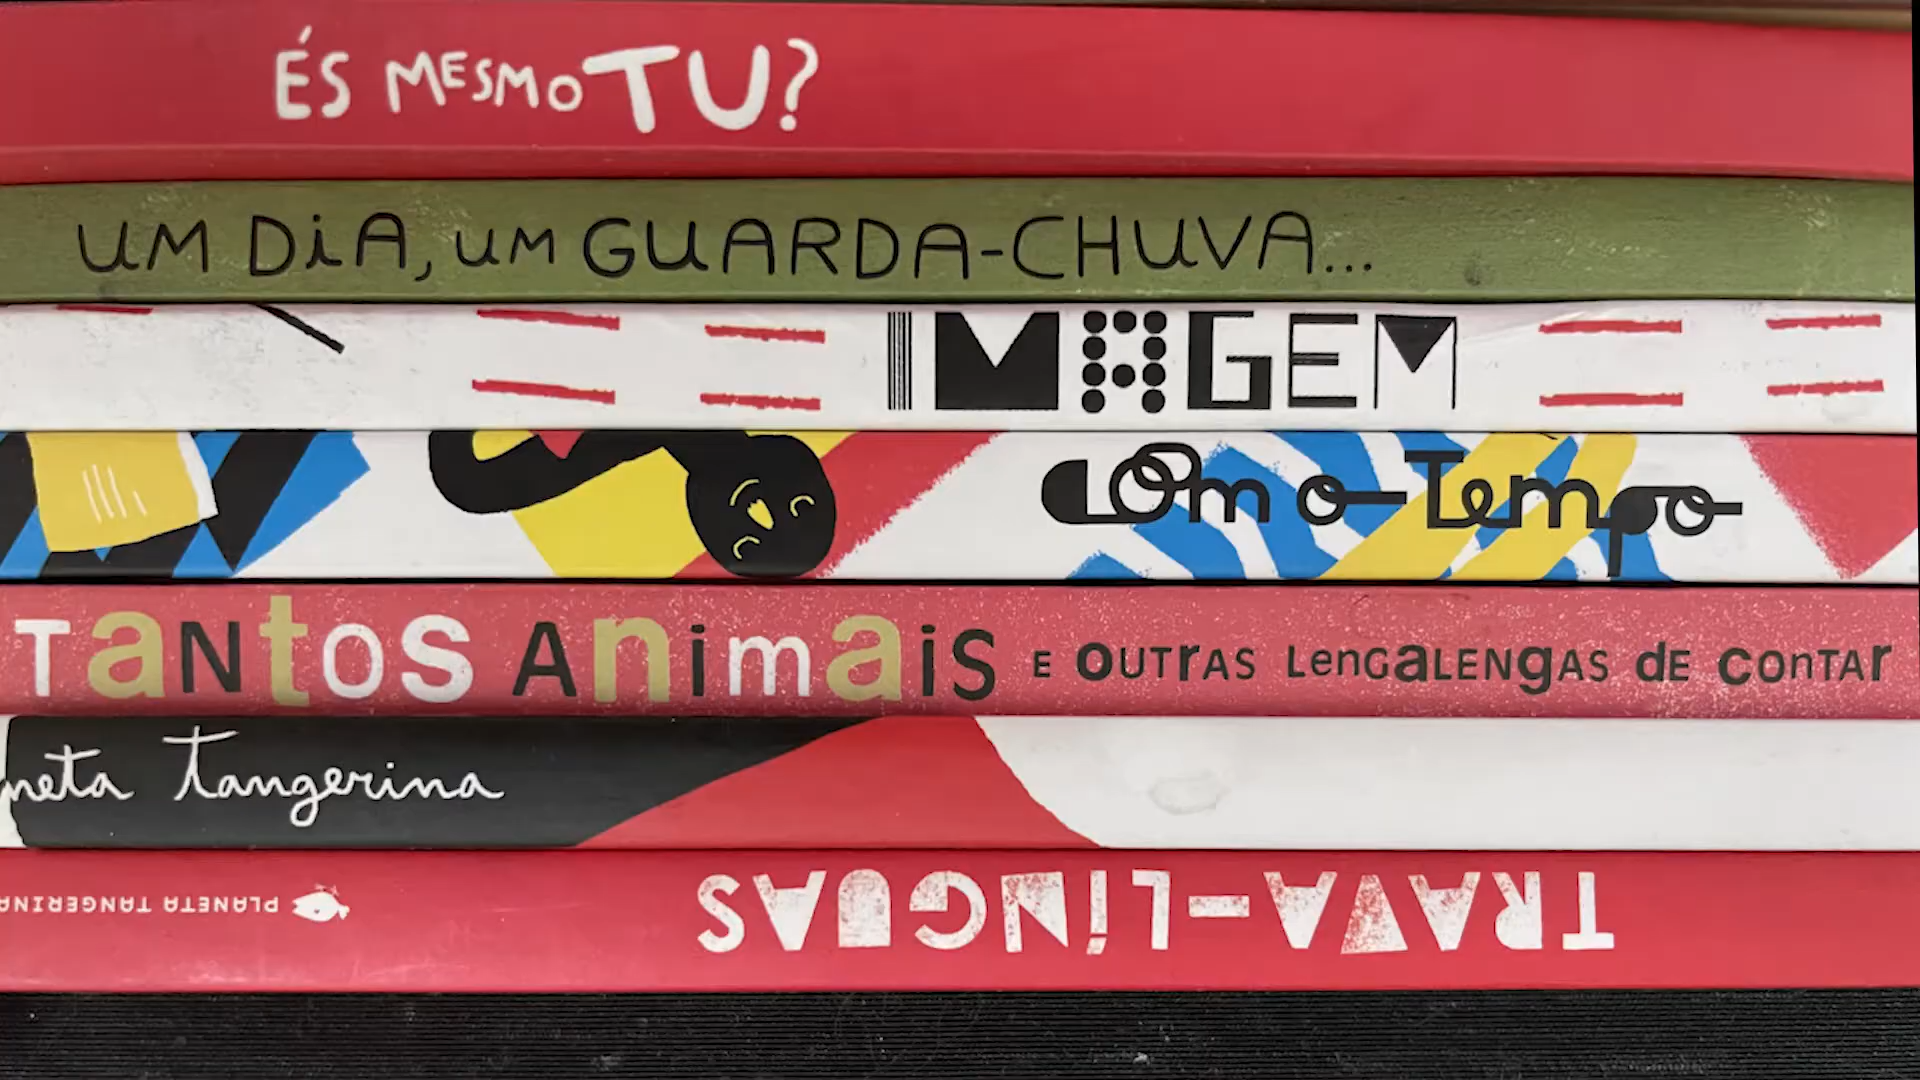 ÉS MESMO TU?
UM DiA, UM GUARDA-CHUVA...
IMAGEM
Com o Tempo
Tantos Animais e outras lengalengas de contar
neta tangerina
TRAVA-LÍNGUAS
PLANETA TANGERINA